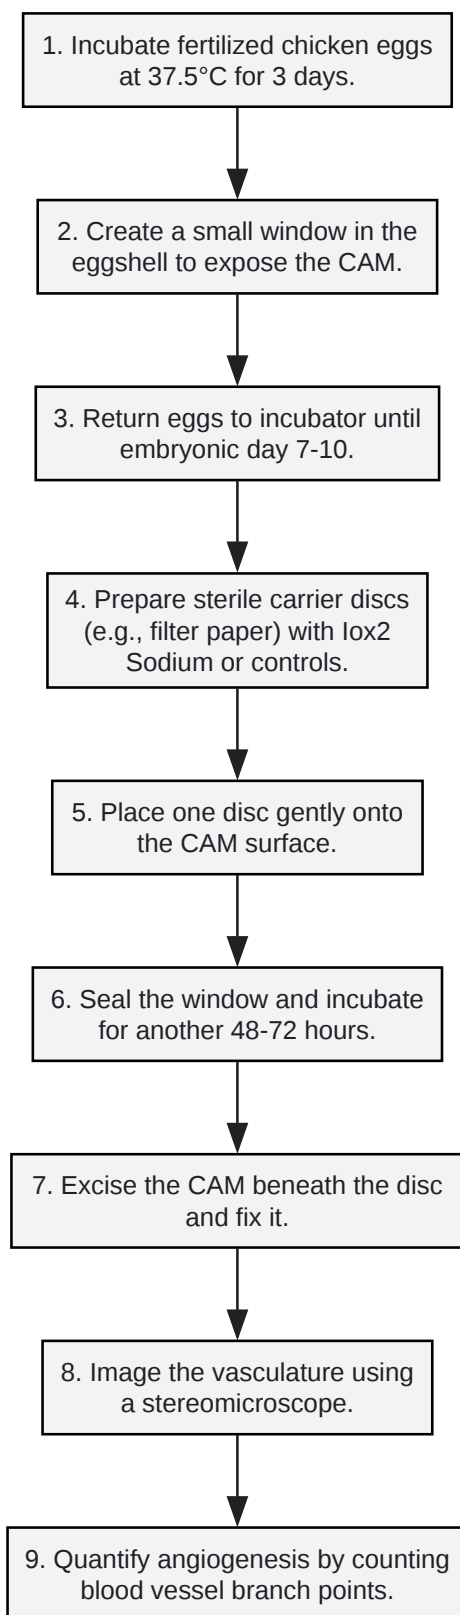 1. Incubate fertilized chicken eggs
at 37.5°C for 3 days.
2. Create a small window in the
eggshell to expose the CAM.
3. Return eggs to incubator until
embryonic day 7-10.
4. Prepare sterile carrier discs
(e.g., filter paper) with Iox2
Sodium or controls.
5. Place one disc gently onto
the CAM surface.
6. Seal the window and incubate
for another 48-72 hours.
7. Excise the CAM beneath the disc
and fix it.
8. Image the vasculature using
a stereomicroscope.
9. Quantify angiogenesis by counting
blood vessel branch points.